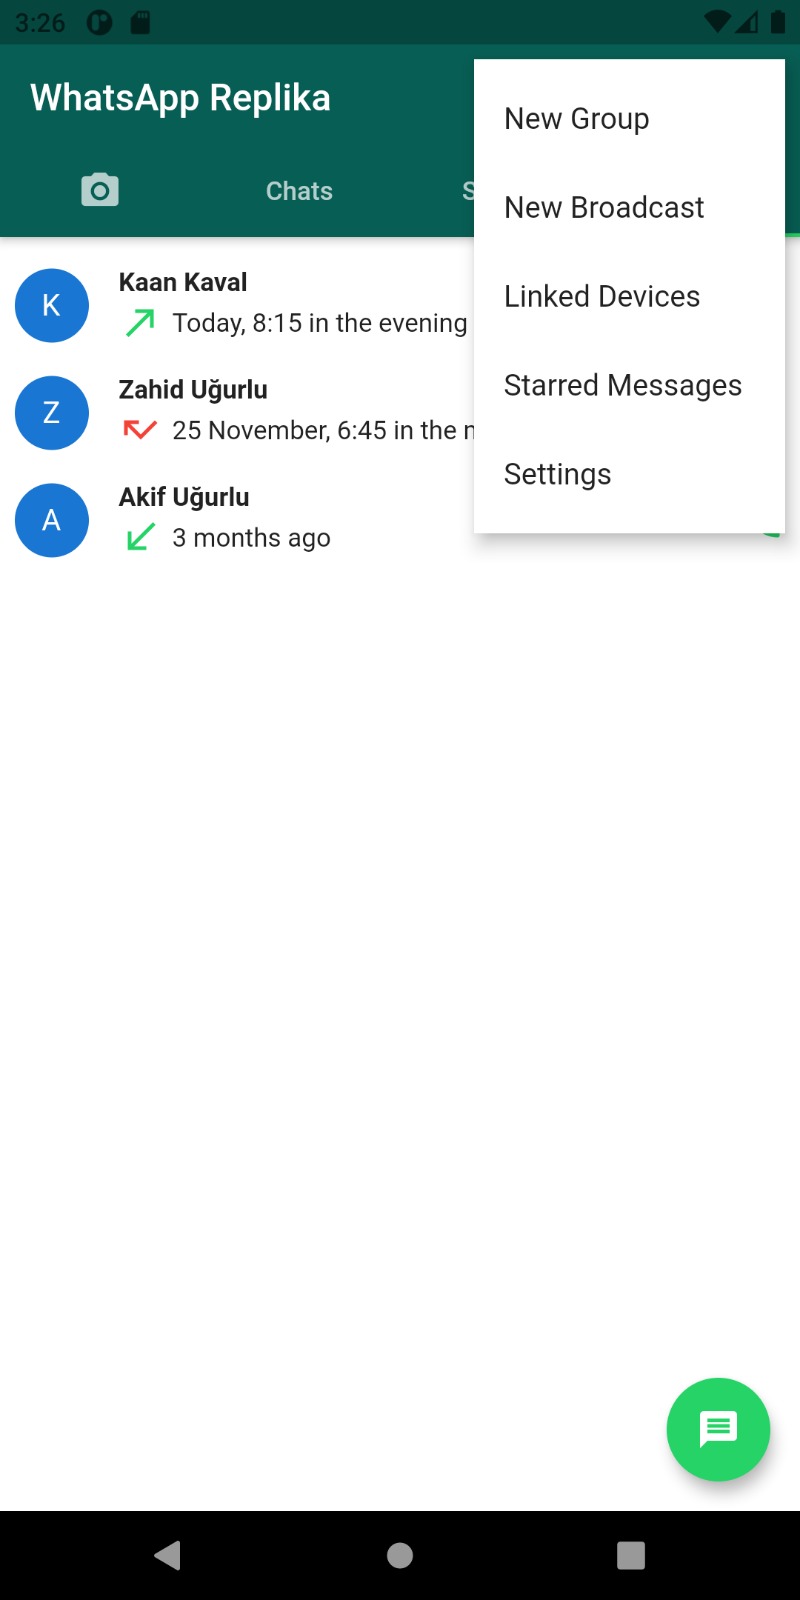 3:26
WhatsApp Replika
Chats
New Group
New Broadcast
Linked Devices
Starred Messages
Settings
K
Kaan Kaval
Today, 8:15 in the evening
Z
Zahid Uğurlu
25 November, 6:45 in the
A
Akif Uğurlu
3 months ago